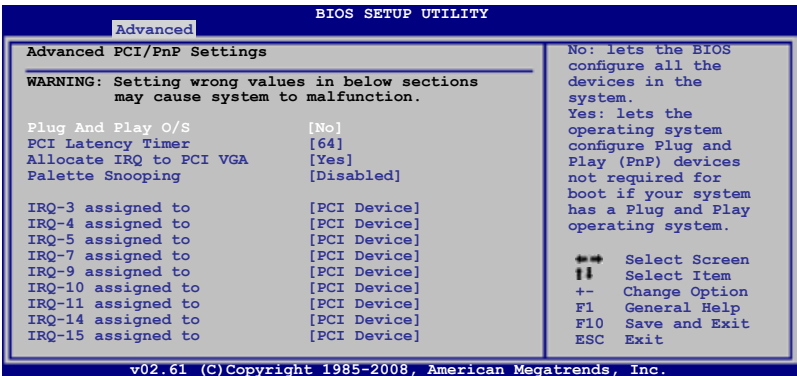 BIOS SETUP UTILITY
Advanced
Advanced PCI/PnP Settings
WARNING: Setting wrong values in below sections
may cause system to malfunction.
Plug And Play O/S [No]
PCI Latency Timer [64]
Allocate IRQ to PCI VGA [Yes]
Palette Snooping [Disabled]
IRQ-3 assigned to [PCI Device]
IRQ-4 assigned to [PCI Device]
IRQ-5 assigned to [PCI Device]
IRQ-7 assigned to [PCI Device]
IRQ-9 assigned to [PCI Device]
IRQ-10 assigned to [PCI Device]
IRQ-11 assigned to [PCI Device]
IRQ-14 assigned to [PCI Device]
IRQ-15 assigned to [PCI Device]
No: lets the BIOS
configure all the
devices in the
system.
Yes: lets the
operating system
configure Plug and
Play (PnP) devices
not required for
boot if your system
has a Plug and Play
operating system.
←→ Select Screen
↑↓ Select Item
+- Change Option
F1 General Help
F10 Save and Exit
ESC Exit
v02.61 (C)Copyright 1985-2008, American Megatrends, Inc.